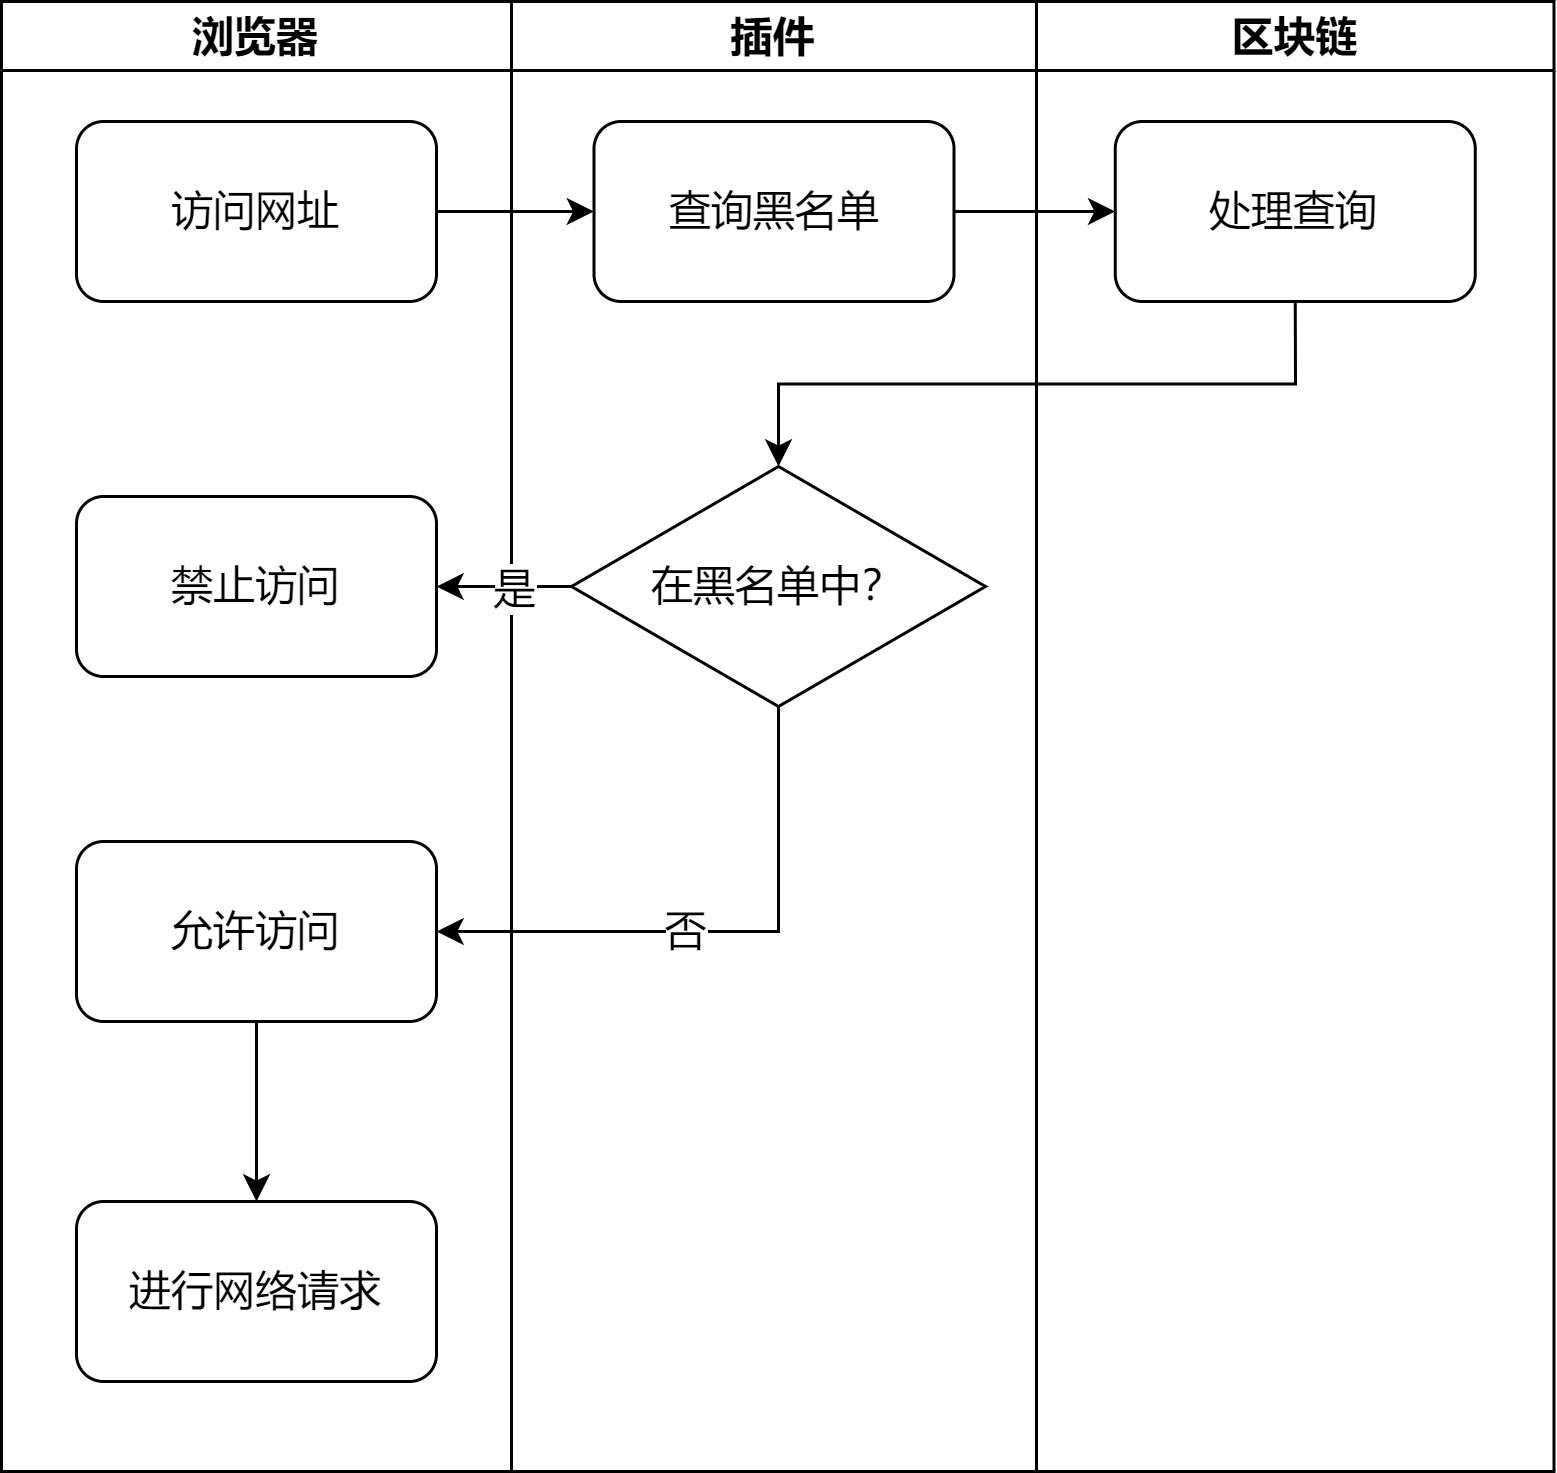 浏览器
插件
区块链
访问网址
查询黑名单
处理查询
在黑名单中?
是
禁止访问
否
允许访问
进行网络请求